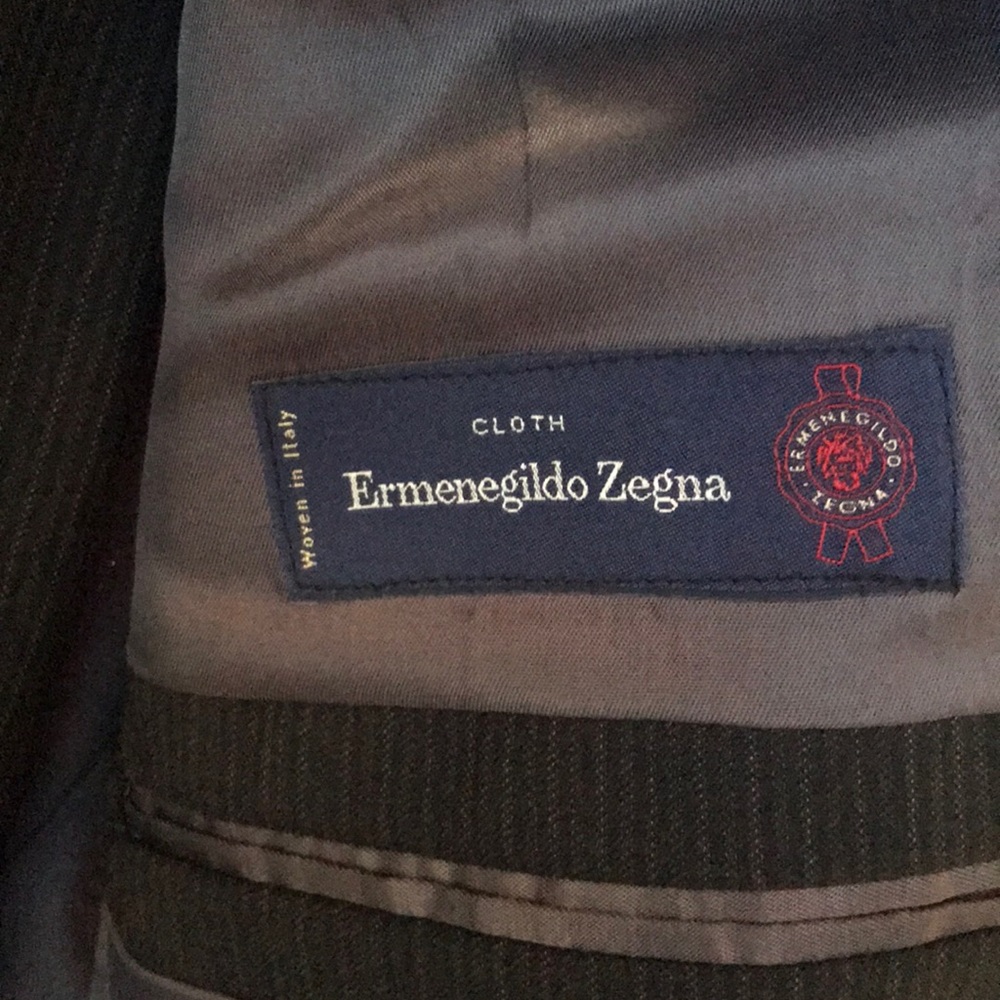 Woven in Italy
CLOTH
Ermenegildo Zegna
ERMENEGILDO
· ZEGNA ·